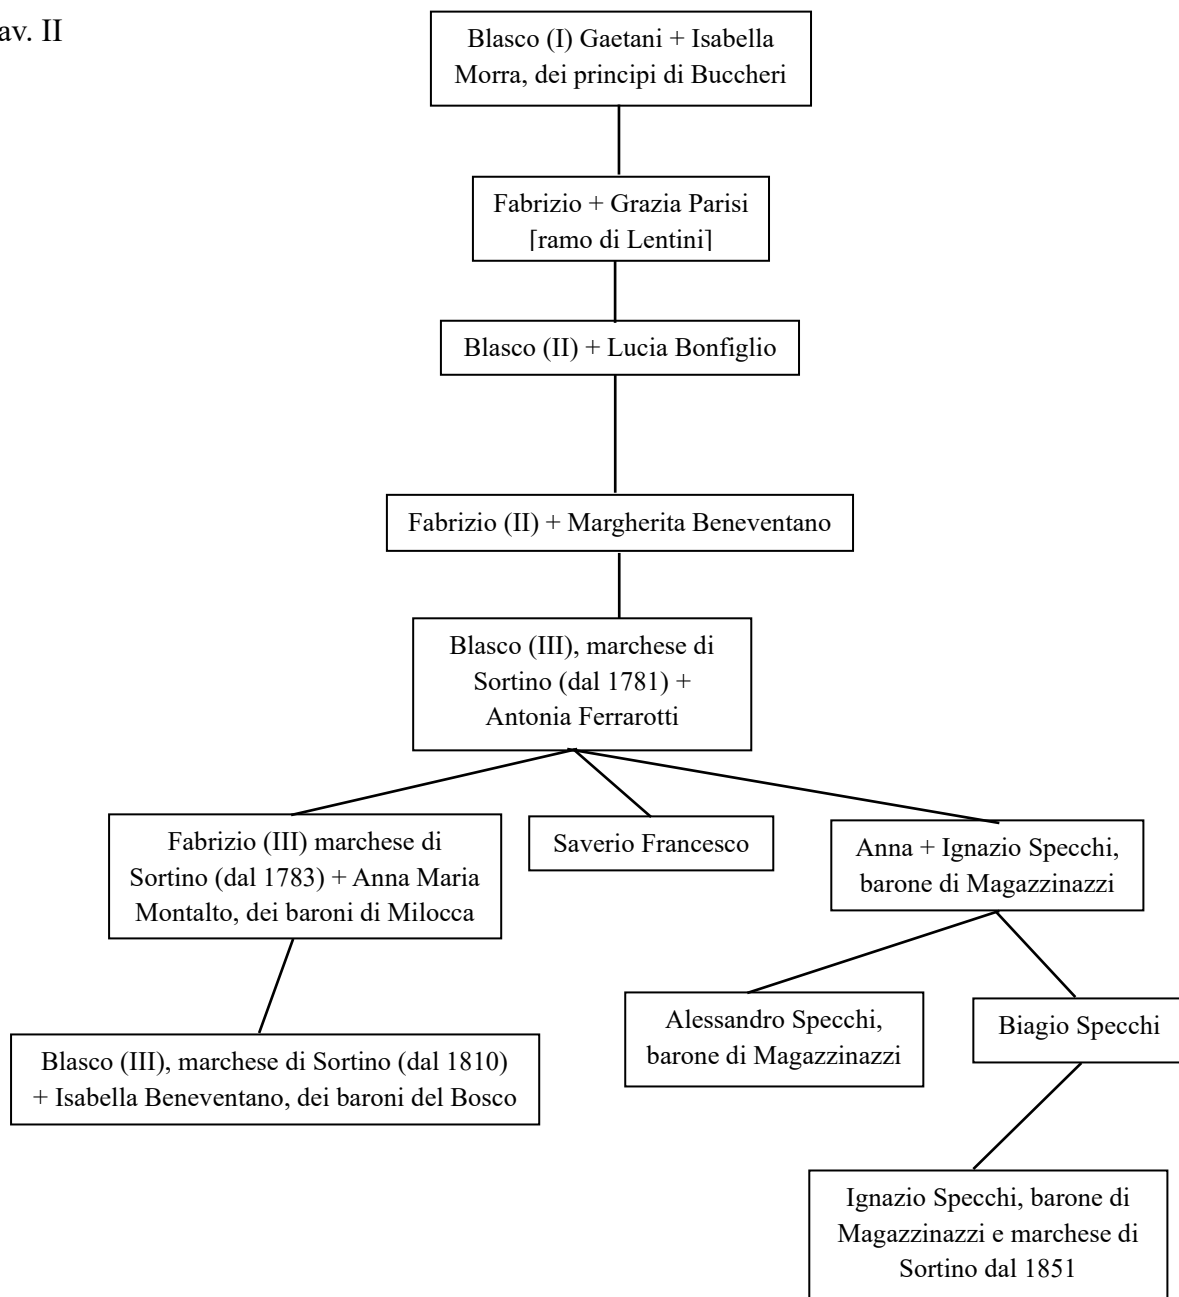 av. II
Blasco (I) Gaetani + Isabella
Morra, dei principi di Buccheri
Fabrizio + Grazia Parisi
[ramo di Lentini]
Blasco (II) + Lucia Bonfiglio
Fabrizio (II) + Margherita Beneventano
Blasco (III), marchese di
Sortino (dal 1781) +
Antonia Ferrarotti
Fabrizio (III) marchese di
Sortino (dal 1783) + Anna Maria
Montalto, dei baroni di Milocca
Saverio Francesco
Anna + Ignazio Specchi,
barone di Magazzinazzi
Alessandro Specchi,
barone di Magazzinazzi
Biagio Specchi
Blasco (III), marchese di Sortino (dal 1810)
+ Isabella Beneventano, dei baroni del Bosco
Ignazio Specchi, barone di
Magazzinazzi e marchese di
Sortino dal 1851